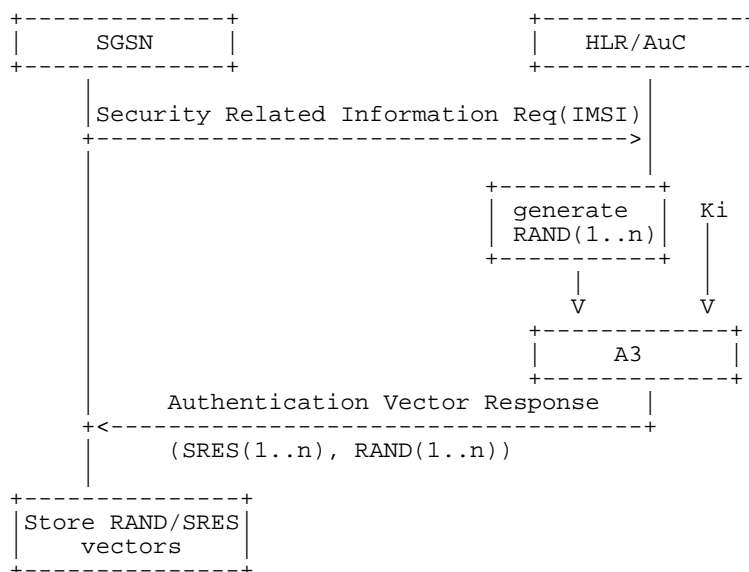 SGSN HLR/AuC
Security Related Information Req(IMSI)
generate Ki
RAND(1..n)
V V
A3
Authentication Vector Response
(SRES(1..n), RAND(1..n))
Store RAND/SRES
vectors